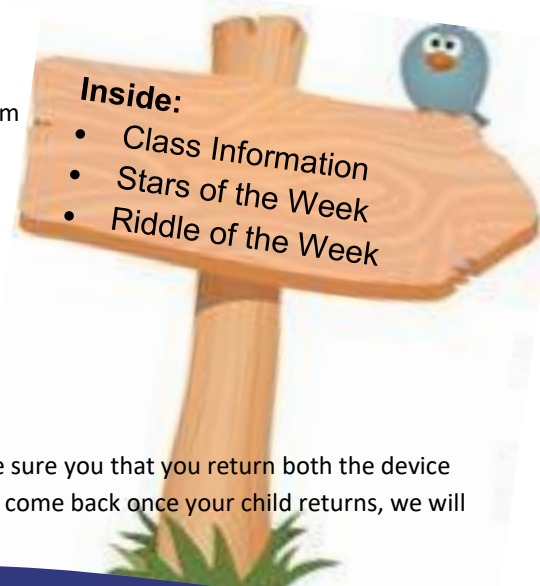 m
Inside:
• Class Information
• Stars of the Week
• Riddle of the Week
e sure you that you return both the device
come back once your child returns, we will